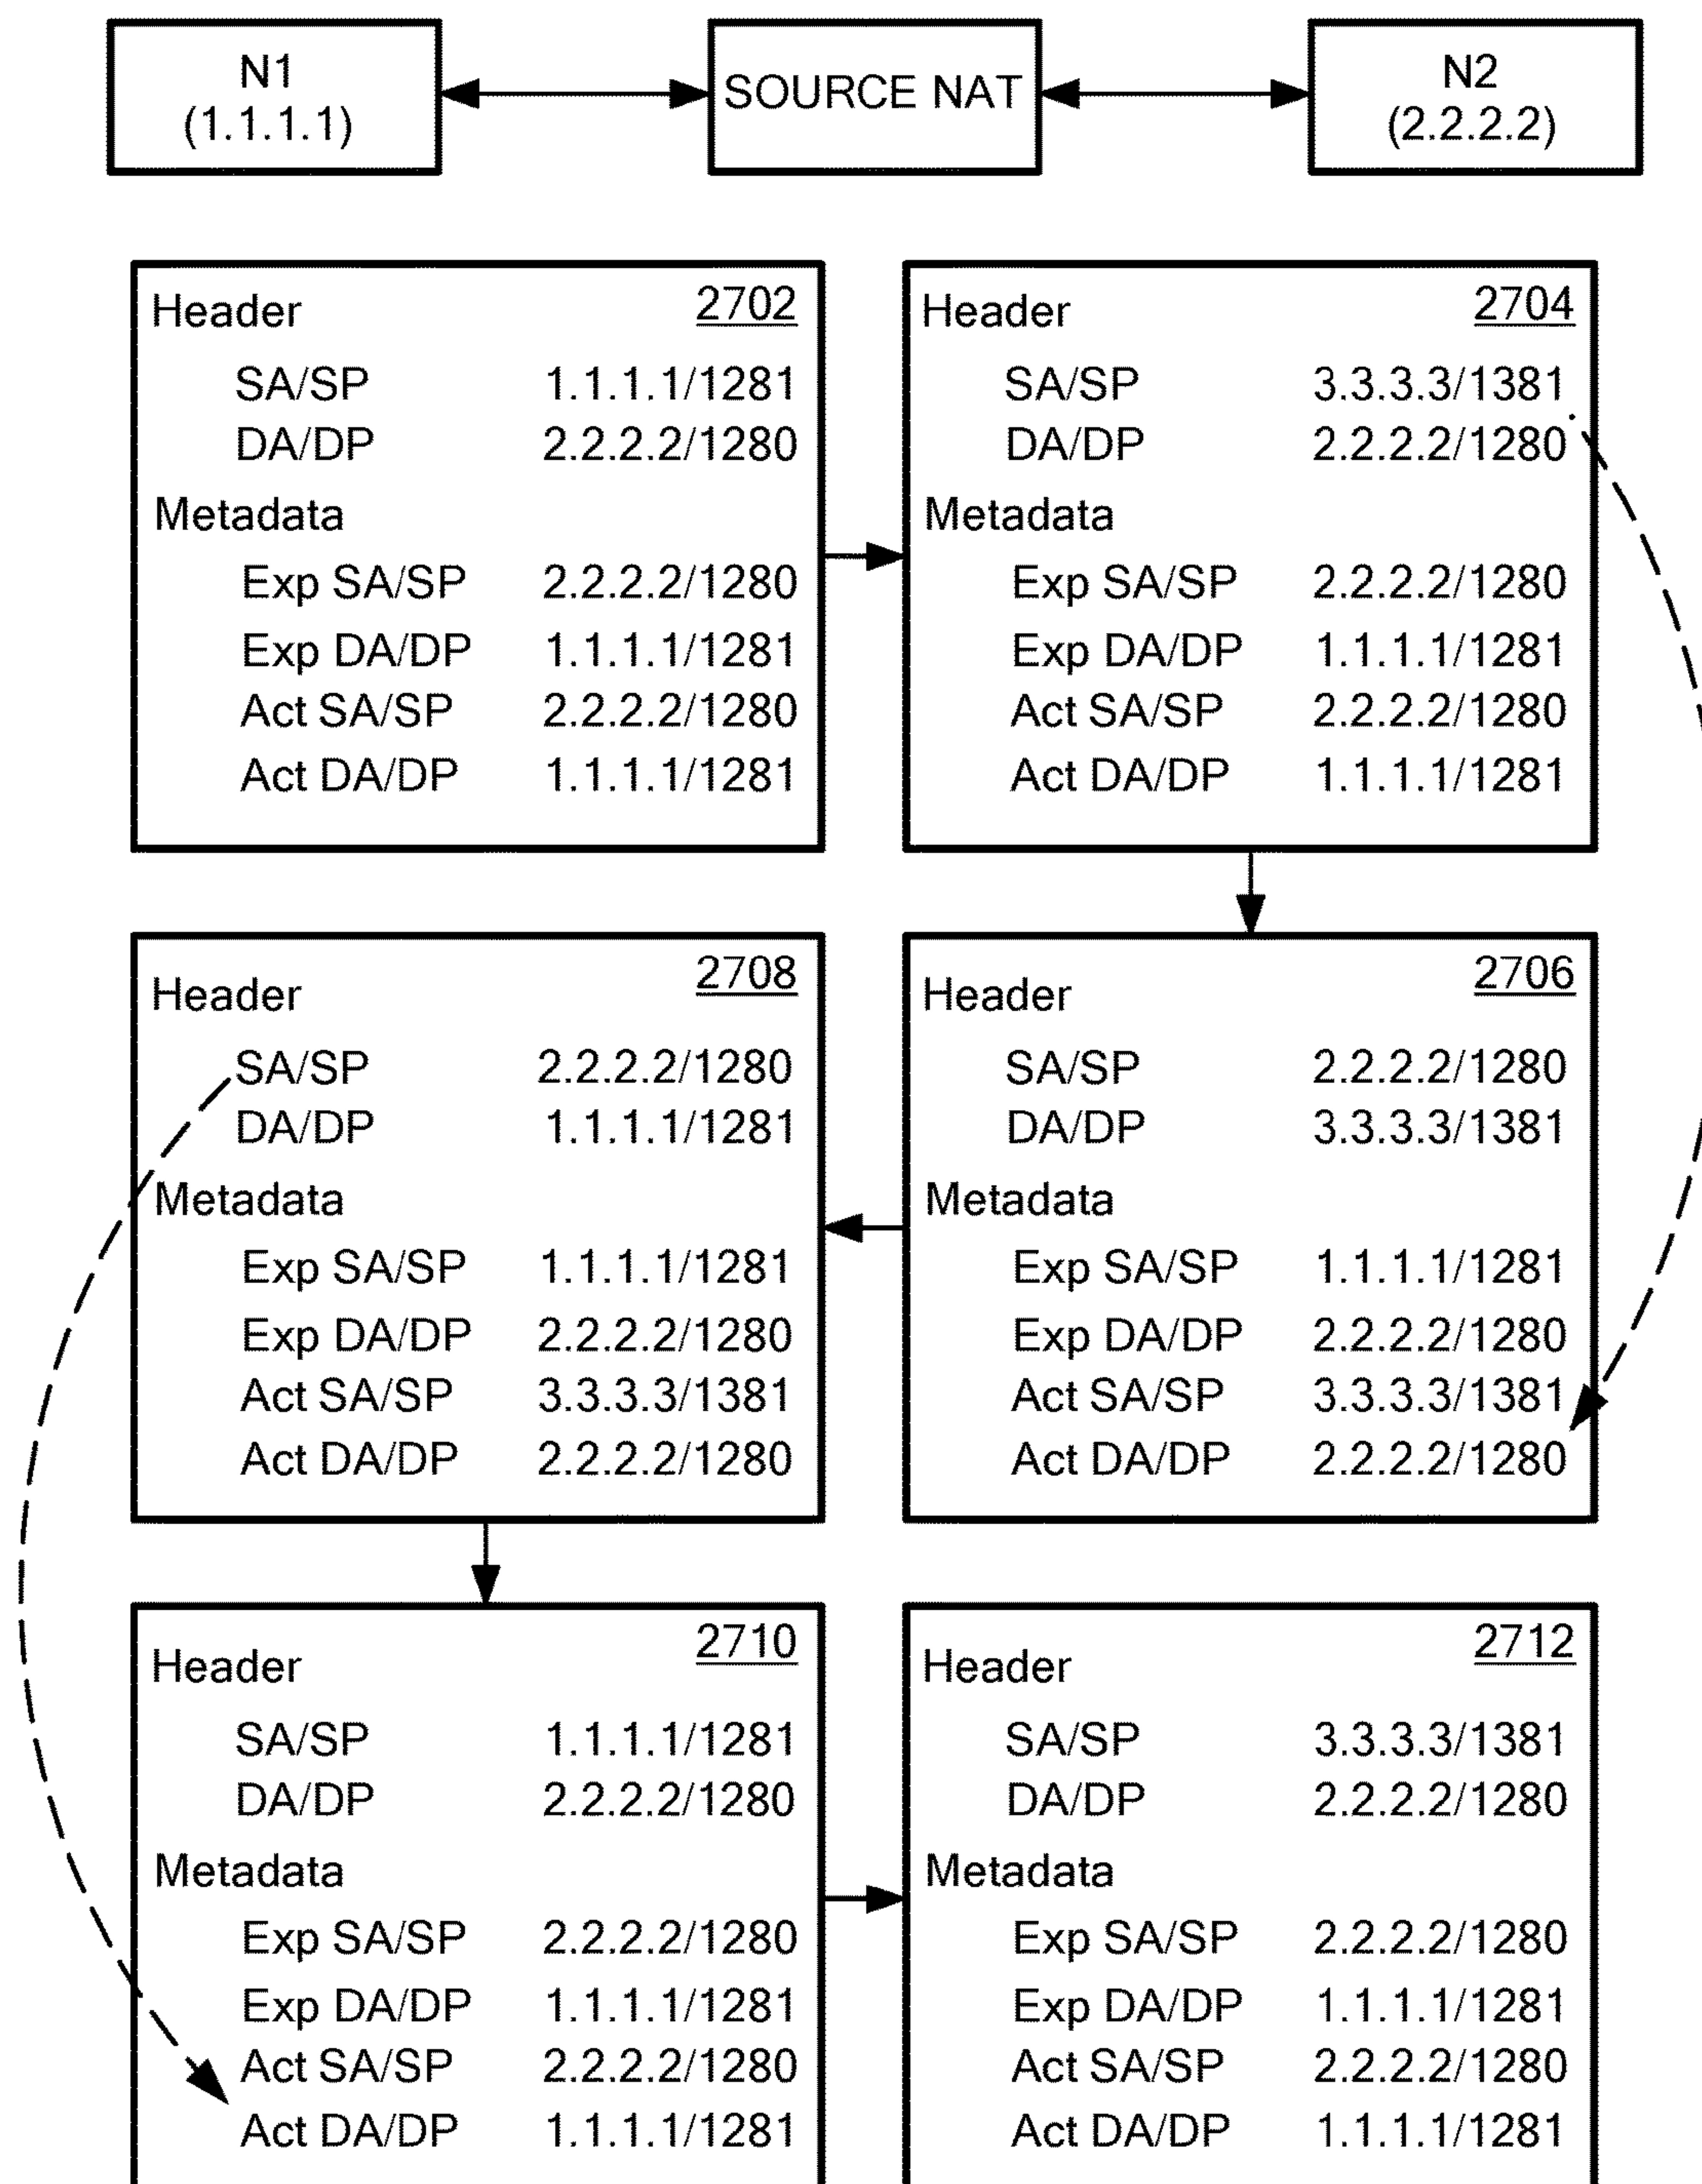 N1
(1.1.1.1)
SOURCE NAT
N2
(2.2.2.2)
2702
Header
SA/SP 1.1.1.1/1281
DA/DP 2.2.2.2/1280
Metadata
Exp SA/SP 2.2.2.2/1280
Exp DA/DP 1.1.1.1/1281
Act SA/SP 2.2.2.2/1280
Act DA/DP 1.1.1.1/1281
2704
Header
SA/SP 3.3.3.3/1381
DA/DP 2.2.2.2/1280
Metadata
Exp SA/SP 2.2.2.2/1280
Exp DA/DP 1.1.1.1/1281
Act SA/SP 2.2.2.2/1280
Act DA/DP 1.1.1.1/1281
2708
Header
SA/SP 2.2.2.2/1280
DA/DP 1.1.1.1/1281
Metadata
Exp SA/SP 1.1.1.1/1281
Exp DA/DP 2.2.2.2/1280
Act SA/SP 3.3.3.3/1381
Act DA/DP 2.2.2.2/1280
2706
Header
SA/SP 2.2.2.2/1280
DA/DP 3.3.3.3/1381
Metadata
Exp SA/SP 1.1.1.1/1281
Exp DA/DP 2.2.2.2/1280
Act SA/SP 3.3.3.3/1381
Act DA/DP 2.2.2.2/1280
2710
Header
SA/SP 1.1.1.1/1281
DA/DP 2.2.2.2/1280
Metadata
Exp SA/SP 2.2.2.2/1280
Exp DA/DP 1.1.1.1/1281
Act SA/SP 2.2.2.2/1280
Act DA/DP 1.1.1.1/1281
2712
Header
SA/SP 3.3.3.3/1381
DA/DP 2.2.2.2/1280
Metadata
Exp SA/SP 2.2.2.2/1280
Exp DA/DP 1.1.1.1/1281
Act SA/SP 2.2.2.2/1280
Act DA/DP 1.1.1.1/1281